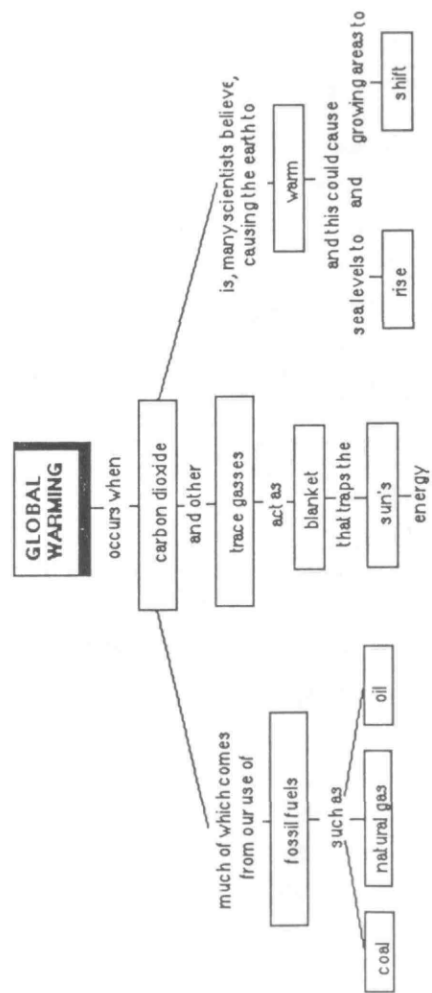 GLOBAL
WARMING
occurs when
carbon dioxide
much of which comes
from our use of
fossil fuels
such as
coal
natural gas
oil
and other
trace gasses
act as
blanket
that traps the
sun's
energy
is, many scientists believe,
causing the earth to
warm
and this could cause
sea levels to
and
growing areas to
rise
shift